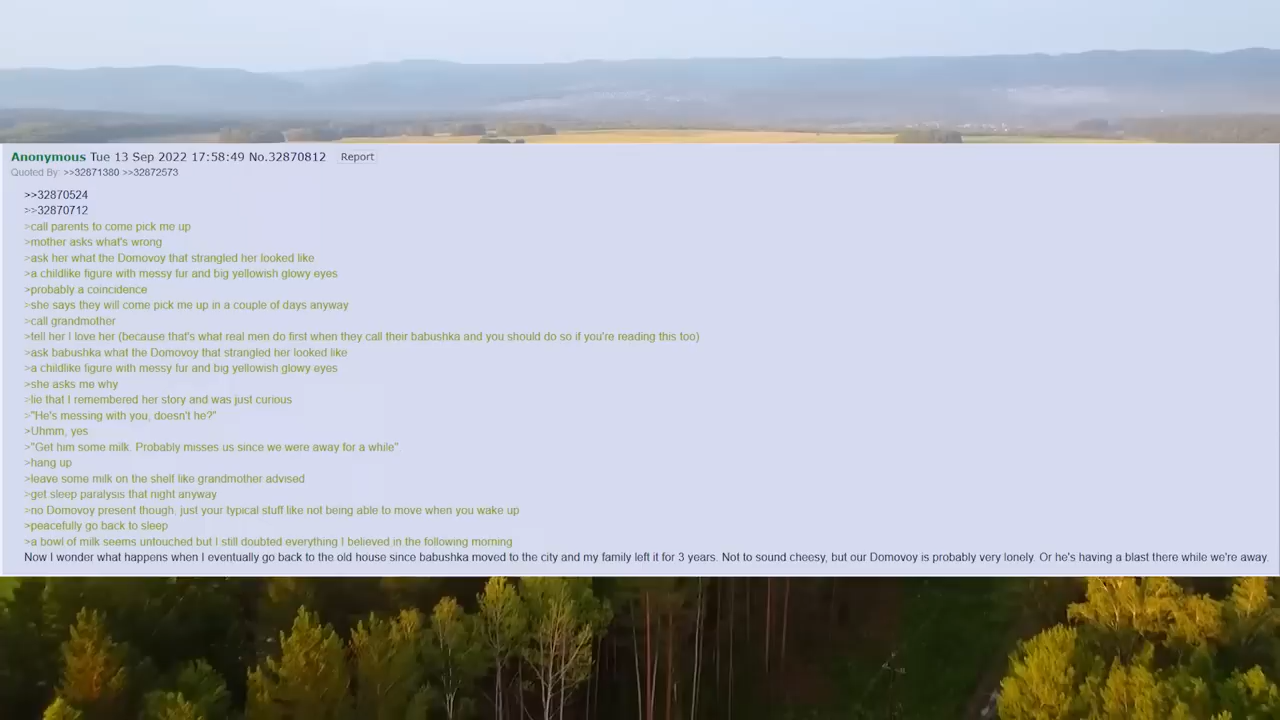 Anonymous Tue 13 Sep 2022 17:58:49 No.32870812 Report
Quoted By: >>32871380 >>32872573
>>32870524
>>32870712
>call parents to come pick me up
>mother asks what's wrong
>ask her what the Domovoy that strangled her looked like
>a childlike figure with messy fur and big yellowish glowy eyes
>probably a coincidence
>she says they will come pick me up in a couple of days anyway
>call grandmother
>tell her I love her (because that's what real men do first when they call their babushka and you should do so if you're reading this too)
>ask babushka what the Domovoy that strangled her looked like
>a childlike figure with messy fur and big yellowish glowy eyes
>she asks me why
>lie that I remembered her story and was just curious
>"He's messing with you, doesn't he?"
>Uhmm, yes
>"Get him some milk. Probably misses us since we were away for a while"
>hang up
>leave some milk on the shelf like grandmother advised
>get sleep paralysis that night anyway
>no Domovoy present though, just your typical stuff like not being able to move when you wake up
>peacefully go back to sleep
>a bowl of milk seems untouched but I still doubted everything I believed in the following morning
Now I wonder what happens when I eventually go back to the old house since babushka moved to the city and my family left it for 3 years. Not to sound cheesy, but our Domovoy is probably very lonely. Or he's having a blast there while we're away.